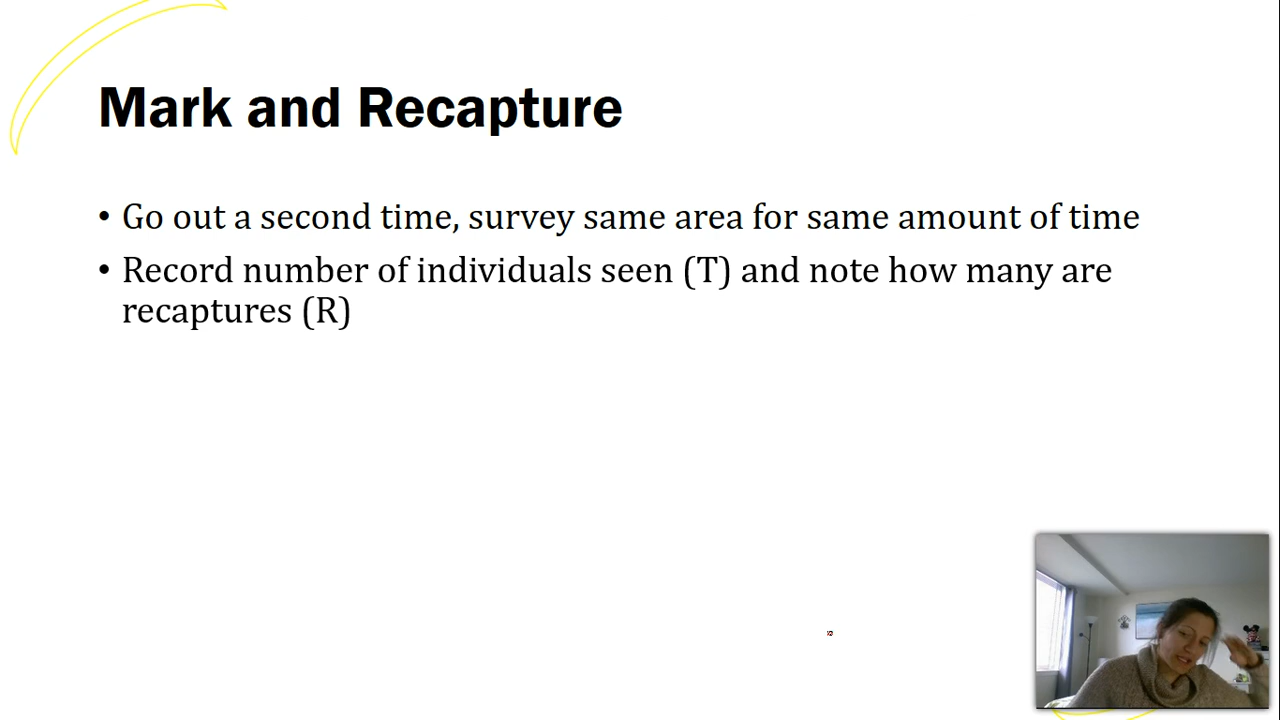 Mark and Recapture
• Go out a second time, survey same area for same amount of time
• Record number of individuals seen (T) and note how many are
recaptures (R)